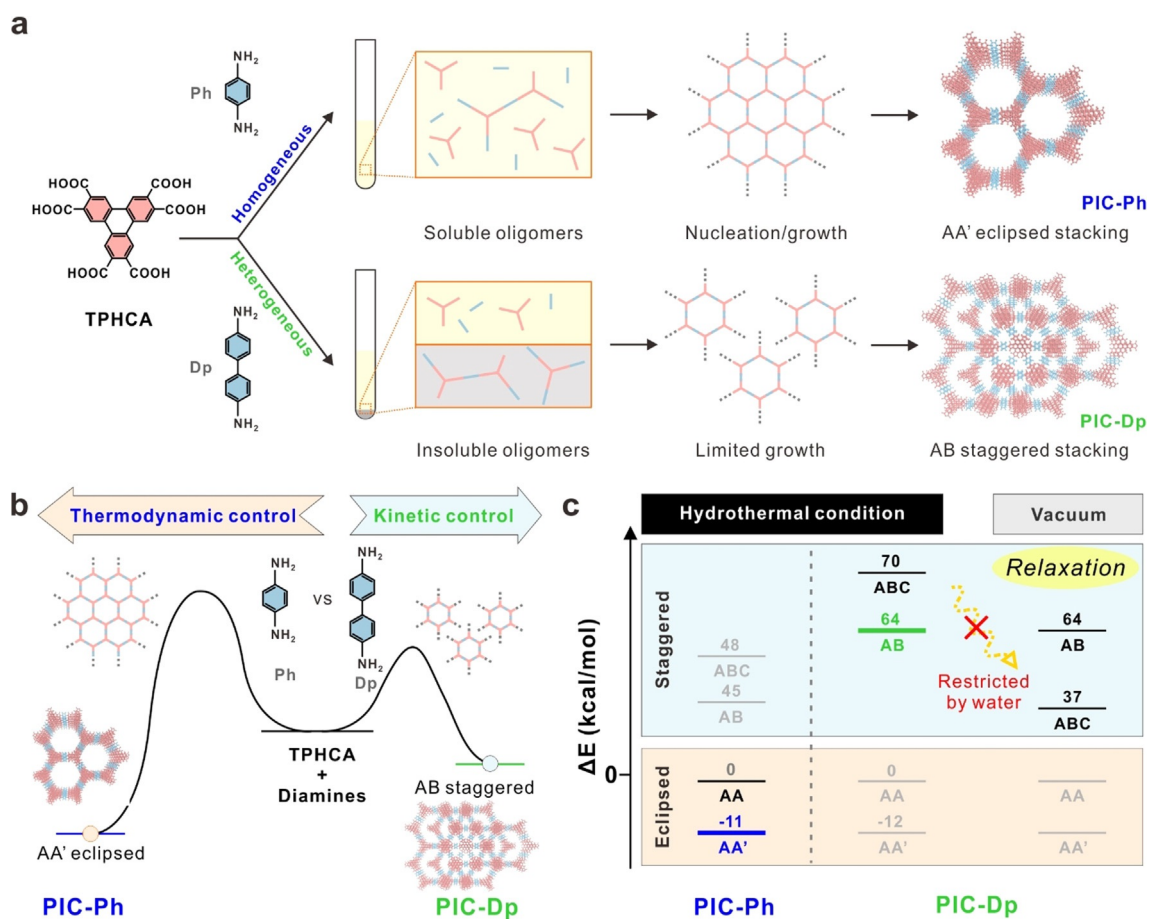 a
NH₂
Ph
NH₂
HOOC
COOH
HOOC
COOH
HOOC
COOH
TPHCA
Homogeneous
Heterogeneous
NH₂
Dp
NH₂
Soluble oligomers
Nucleation/growth
PIC-Ph
AA' eclipsed stacking
Insoluble oligomers
Limited growth
PIC-Dp
AB staggered stacking
b
Thermodynamic control
Kinetic control
NH₂
NH₂
Ph
vs
NH₂
NH₂
Dp
TPHCA
+
Diamines
AA' eclipsed
AB staggered
PIC-Ph
PIC-Dp
c
Hydrothermal condition
Vacuum
ΔE (kcal/mol)
0
Staggered
Eclipsed
48
ABC
45
AB
70
ABC
64
AB
Relaxation
Restricted
by water
64
AB
37
ABC
0
AA
-11
AA'
0
AA
-12
AA'
AA
AA'
PIC-Ph
PIC-Dp